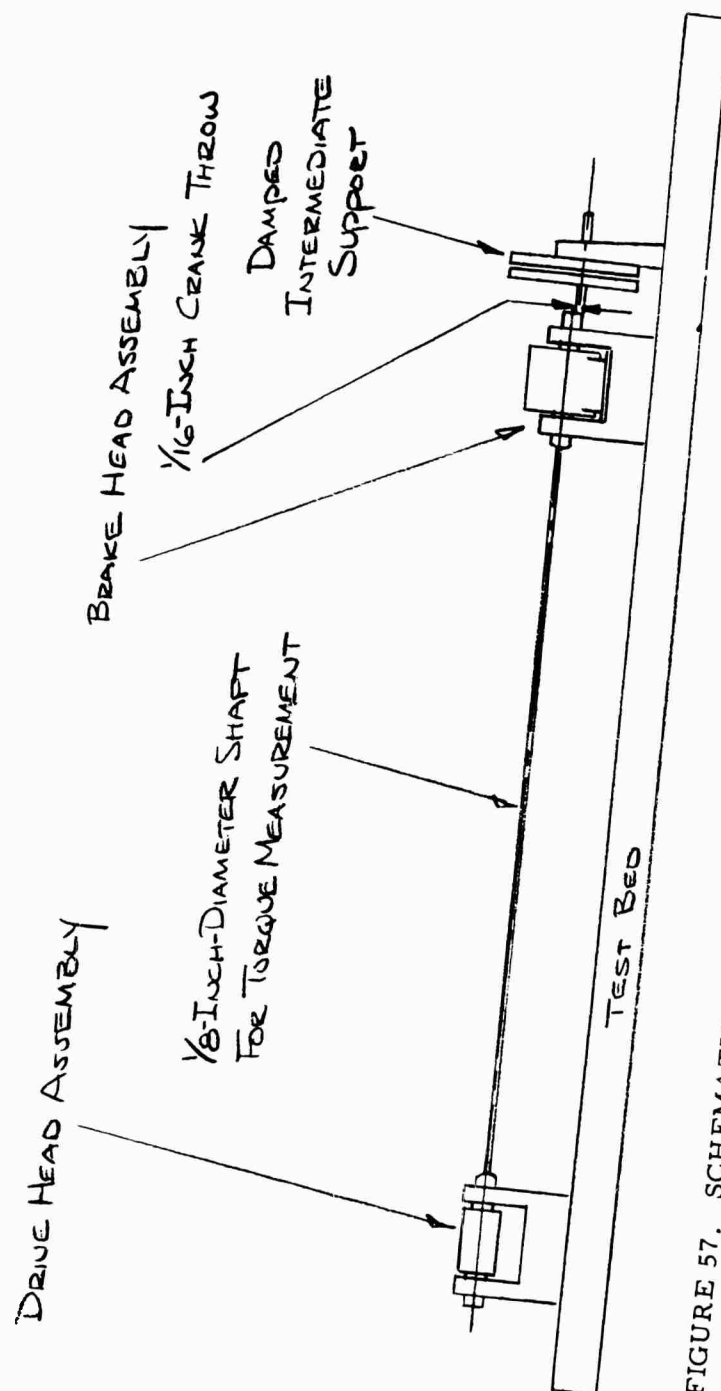 DRIVE HEAD ASSEMBLY
1/8-INCH-DIAMETER SHAFT
FOR TORQUE MEASUREMENT
BRAKE HEAD ASSEMBLY
1/16-INCH CRANK THROW
DAMPED
INTERMEDIATE
SUPPORT
TEST BED
FIGURE 57.